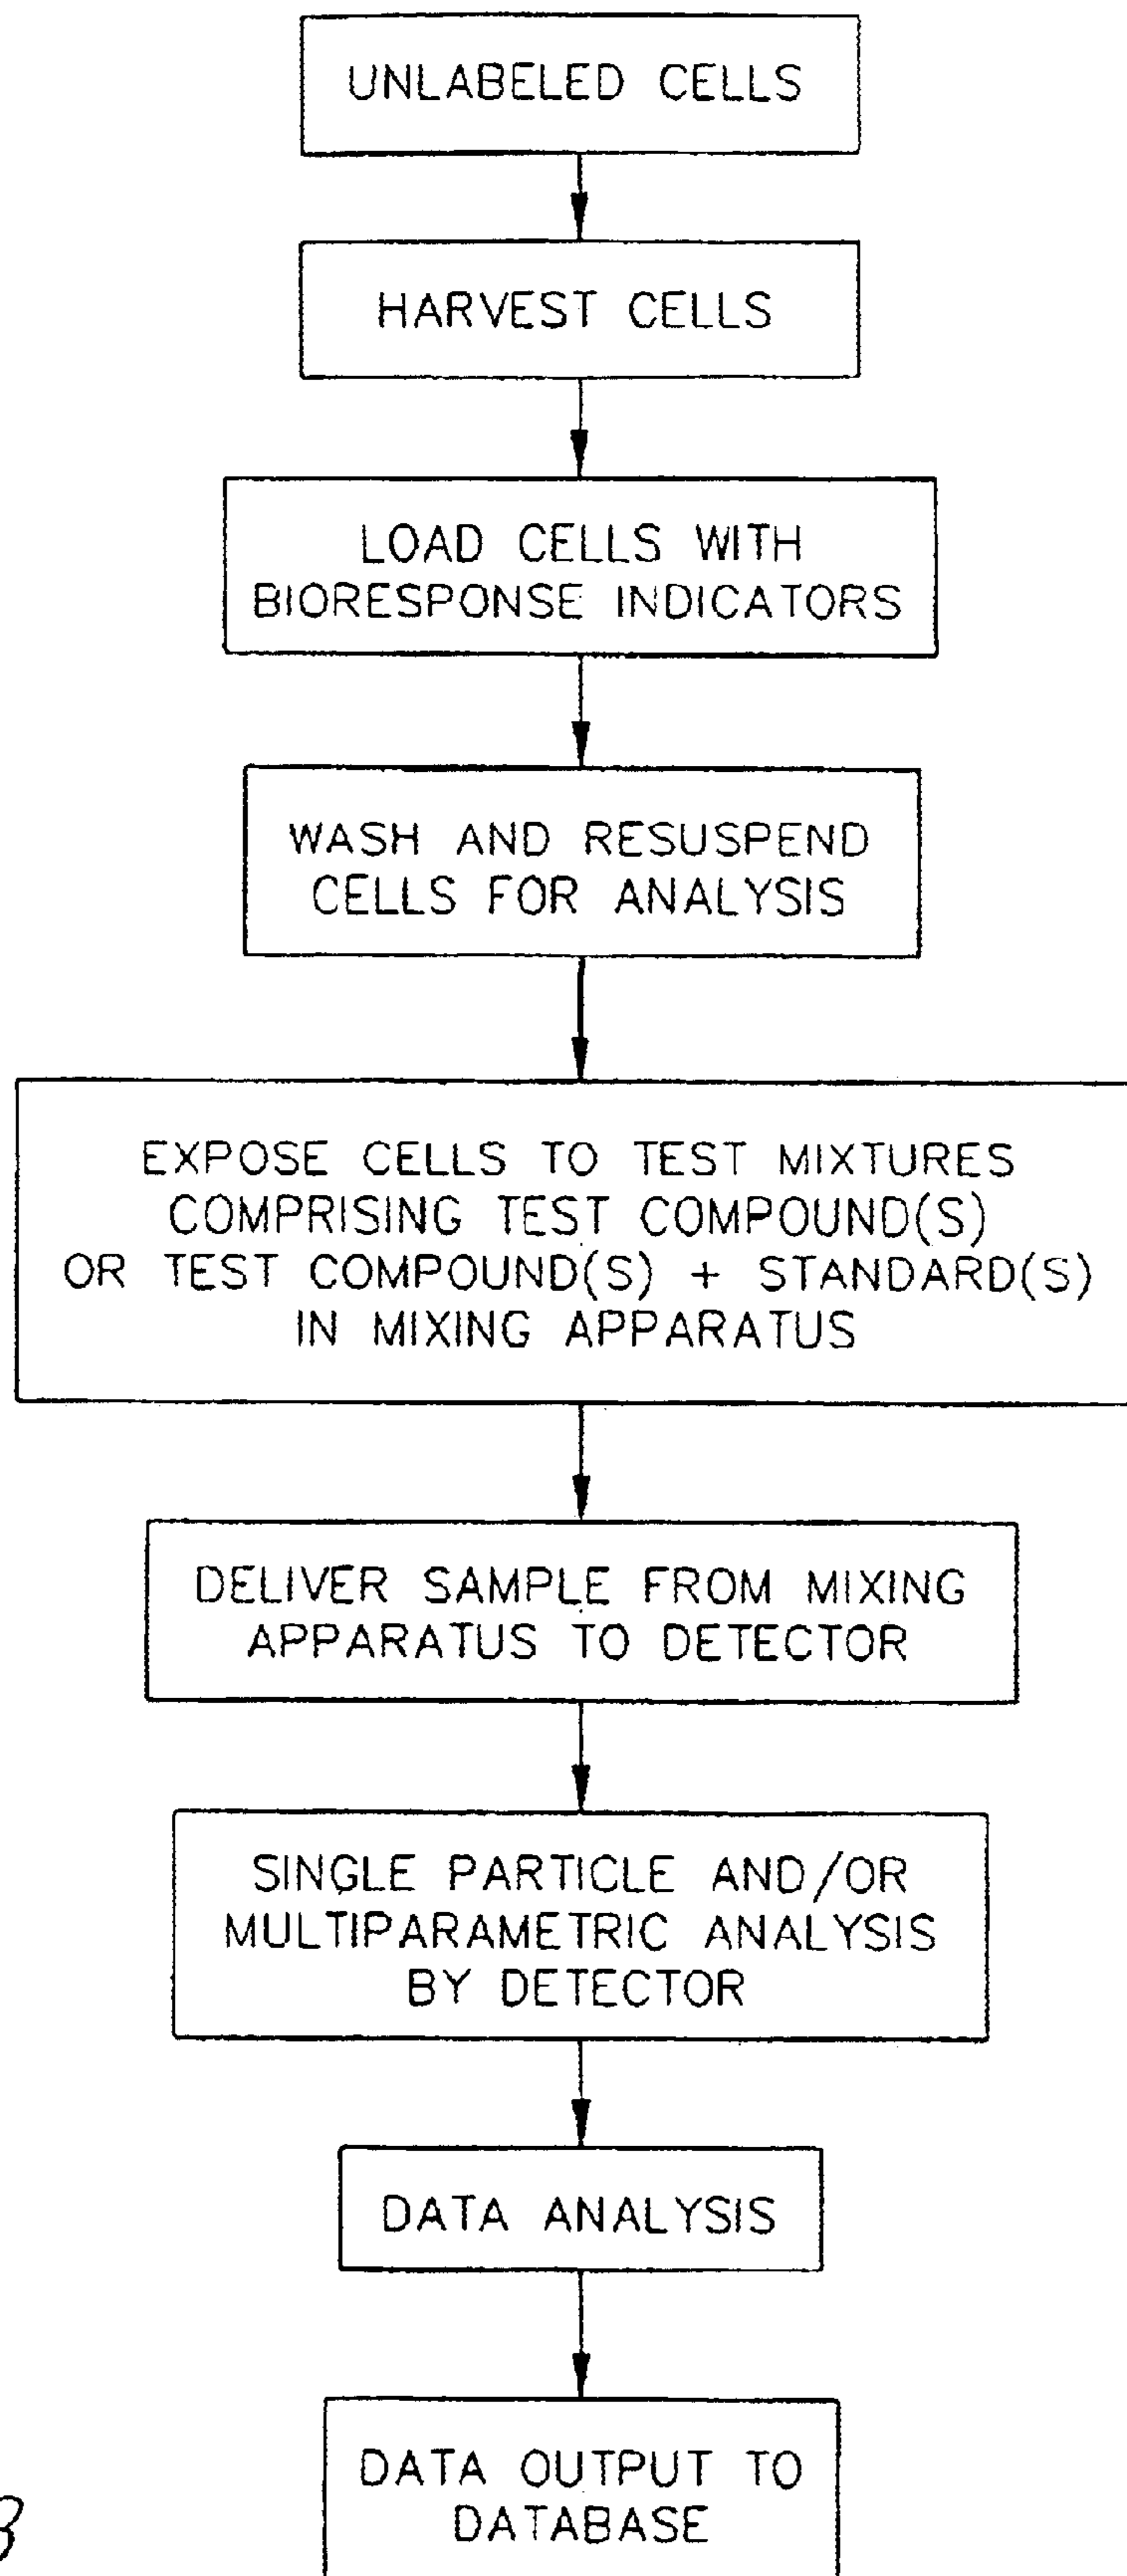 UNLABELED CELLS
HARVEST CELLS
LOAD CELLS WITH
BIORESPONSE INDICATORS
WASH AND RESUSPEND
CELLS FOR ANALYSIS
EXPOSE CELLS TO TEST MIXTURES
COMPRISING TEST COMPOUND(S)
OR TEST COMPOUND(S) + STANDARD(S)
IN MIXING APPARATUS
DELIVER SAMPLE FROM MIXING
APPARATUS TO DETECTOR
SINGLE PARTICLE AND/OR
MULTIPARAMETRIC ANALYSIS
BY DETECTOR
DATA ANALYSIS
DATA OUTPUT TO
DATABASE